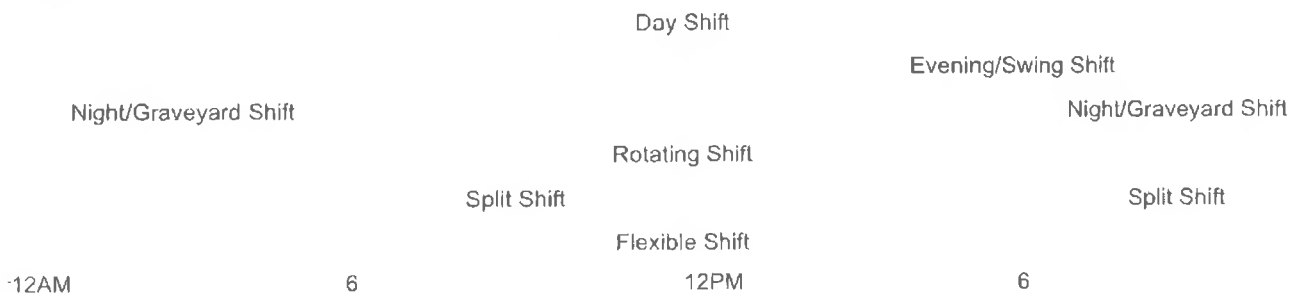 Day Shift
Evening/Swing Shift
Night/Graveyard Shift Night/Graveyard Shift
Rotating Shift
Split Shift Split Shift
Flexible Shift
12AM 6 12PM 6